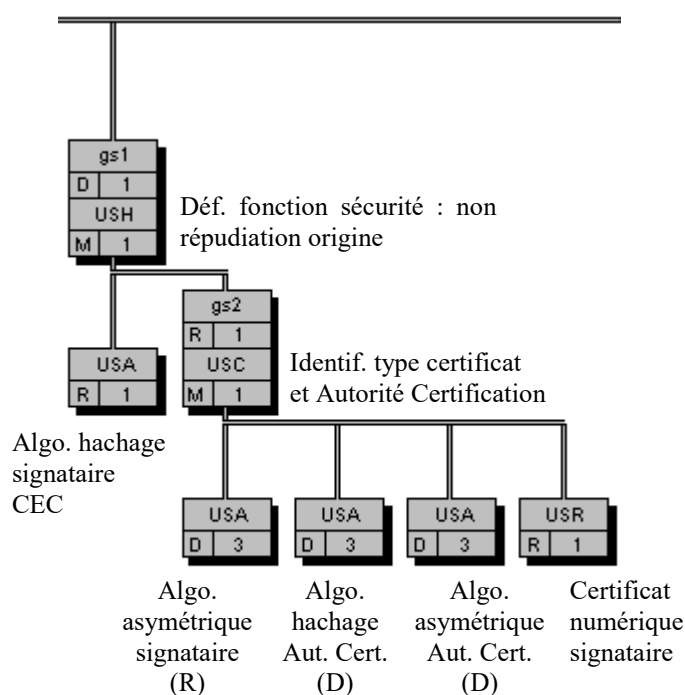 gs1
D 1
USH
M 1
Déf. fonction sécurité : non
répudiation origine
gs2
R 1
USC
M 1
Identif. type certificat
et Autorité Certification
USA
R 1
Algo. hachage
signataire
CEC
USA
D 3
Algo.
asymétrique
signataire
(R)
USA
D 3
Algo.
hachage
Aut. Cert.
(D)
USA
D 3
Algo.
asymétrique
Aut. Cert.
(D)
USR
R 1
Certificat
numérique
signataire